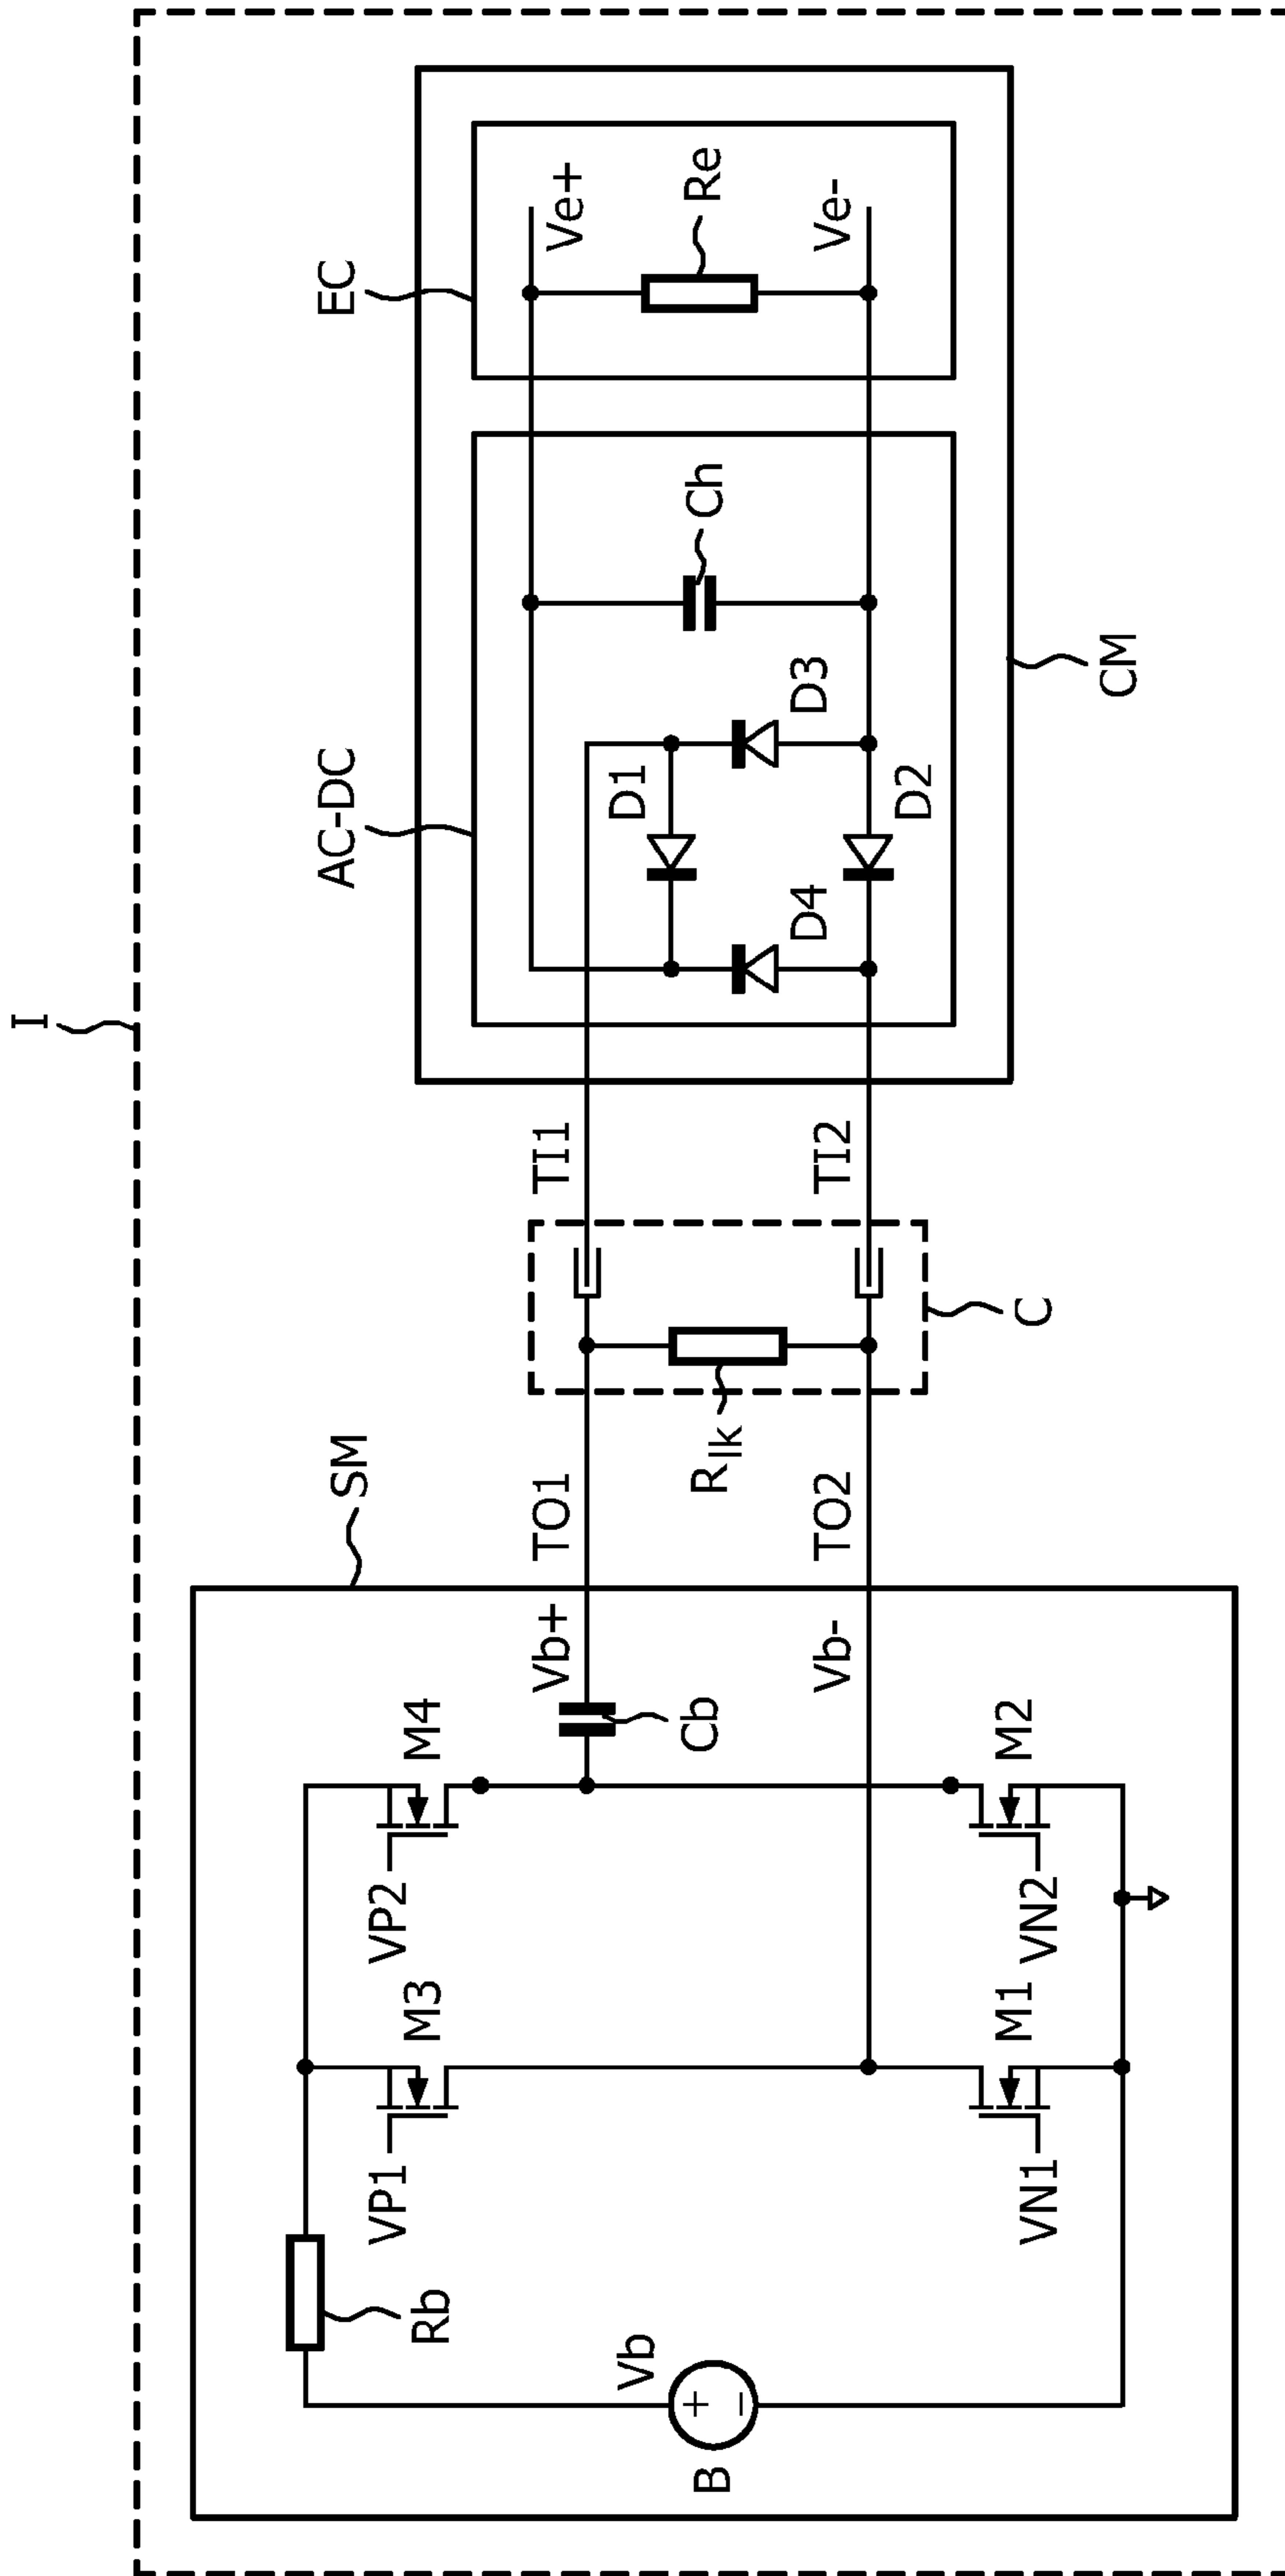 I
SM
AC-DC
EC
Rb
VP1
M3
VP2
M4
Vb+
TO1
TI1
Ve+
Vb
+
−
B
Cb
R_lk
D1
D4
D3
Ch
Re
Vb-
TO2
TI2
D2
Ve-
VN1
M1
VN2
M2
C
CM